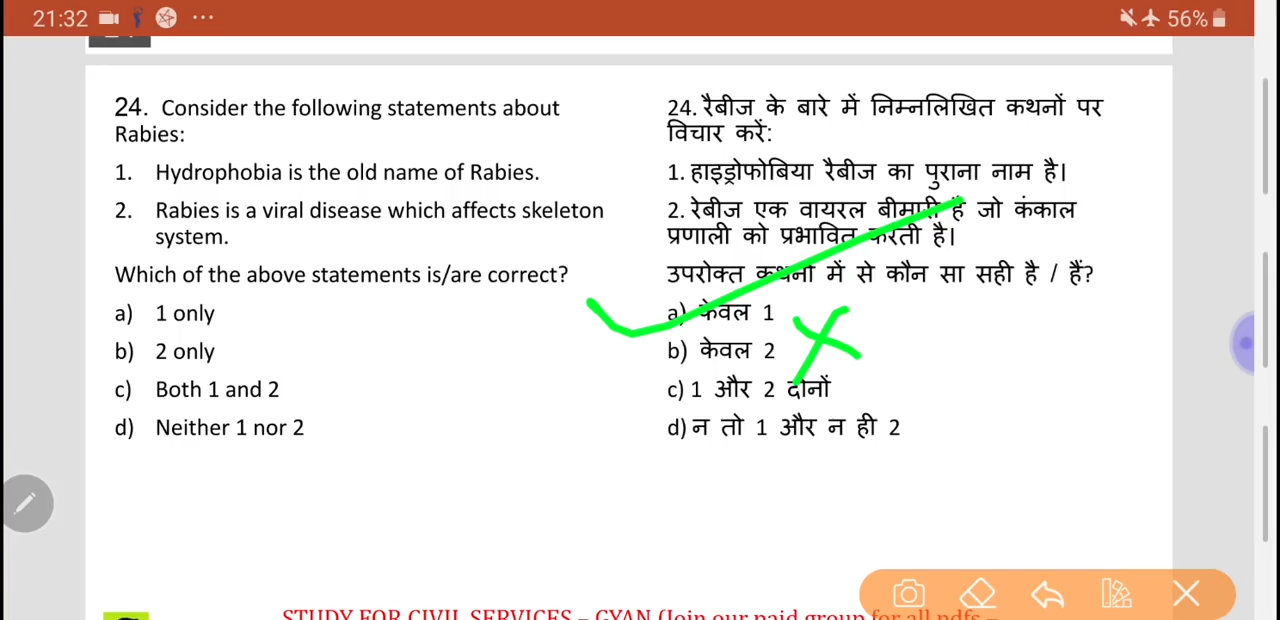 21:32
56%
24. Consider the following statements about
Rabies:
1. Hydrophobia is the old name of Rabies.
2. Rabies is a viral disease which affects skeleton
system.
Which of the above statements is/are correct?
a) 1 only
b) 2 only
c) Both 1 and 2
d) Neither 1 nor 2
24. रैबीज के बारे में निम्नलिखित कथनों पर
विचार करें:
1. हाइड्रोफोबिया रैबीज का पुराना नाम है।
2. रेबीज एक वायरल बीमारी है जो कंकाल
प्रणाली को प्रभावित करती है।
उपरोक्त कथनों में से कौन सा सही है / हैं?
a) केवल 1
b) केवल 2
c) 1 और 2 दोनों
d) न तो 1 और न ही 2
STUDY FOR CIVIL SERVICES – GYAN (Join our paid group for all pdfs –